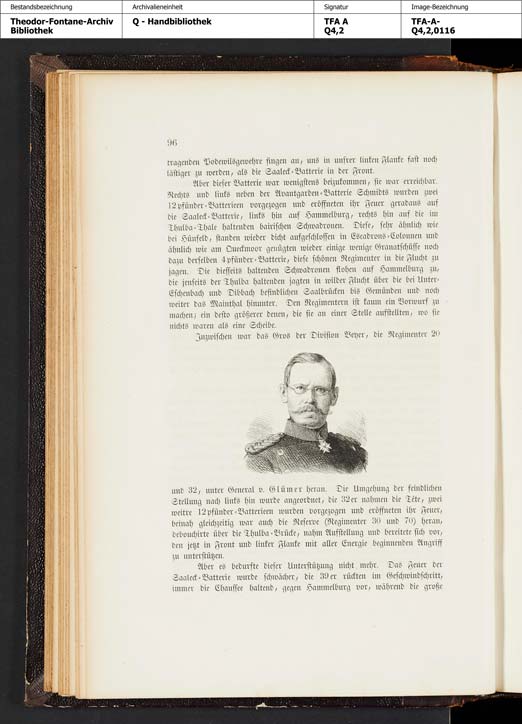 Bestandsbezeichnung
Archivalieneinheit
Signatur
Image-Bezeichnung
Theodor-Fontane-Archiv
Bibliothek
Q - Handbibliothek
TFA A
Q4,2
TFA-A-
Q4,2,0116
96
tragenden Podewilsgewehre fingen an, uns in unsrer linken Flanke fast noch
lästiger zu werden, als die Saaleck-Batterie in der Front.
Aber dieser Batterie war wenigstens beizukommen, sie war erreichbar.
Rechts und links neben der Avantgarden-Batterie Schmidts wurden zwei
12pfünder-Batterieen vorgezogen und eröffneten ihr Feuer geradaus auf
die Saaleck-Batterie, links hin auf Hammelburg, rechts hin auf die im
Thulba-Thale haltenden bairischen Schwadronen. Diese, sehr ähnlich wie
bei Hünfeld, standen wieder dicht aufgeschlossen in Escadrons-Colonnen und
ähnlich wie am Quecksmoor genügten wieder einige wenige Granatschüsse noch
dazu derselben 4pfünder-Batterie, diese schönen Regimenter in die Flucht zu
jagen. Die diesseits haltenden Schwadronen flohen auf Hammelburg zu,
die jenseits der Thulba haltenden jagten in wilder Flucht über die bei Unter-
Eschenbach und Dibbach befindlichen Saalbrücken bis Gemünden und noch
weiter das Mainthal hinunter. Den Regimentern ist kaum ein Vorwurf zu
machen; ein desto größerer denen, die sie an einer Stelle aufstellten, wo sie
nichts waren als eine Scheibe.
Inzwischen war das Gros der Division Beyer, die Regimenter 20
und 32, unter General v. Glümer heran. Die Umgehung der feindlichen
Stellung nach links hin wurde angeordnet, die 32er nahmen die Tête, zwei
weitre 12pfünder-Batterieen wurden vorgezogen und eröffneten ihr Feuer,
beinah gleichzeitig war auch die Reserve (Regimenter 30 und 70) heran,
debouchirte über die Thulba-Brücke, nahm Aufstellung und bereitete sich vor,
den jetzt in Front und linker Flanke mit aller Energie beginnenden Angriff
zu unterstützen.
Aber es bedurfte dieser Unterstützung nicht mehr. Das Feuer der
Saaleck-Batterie wurde schwächer, die 39er rückten im Geschwindschritt,
immer die Chaussee haltend, gegen Hammelburg vor, während die große